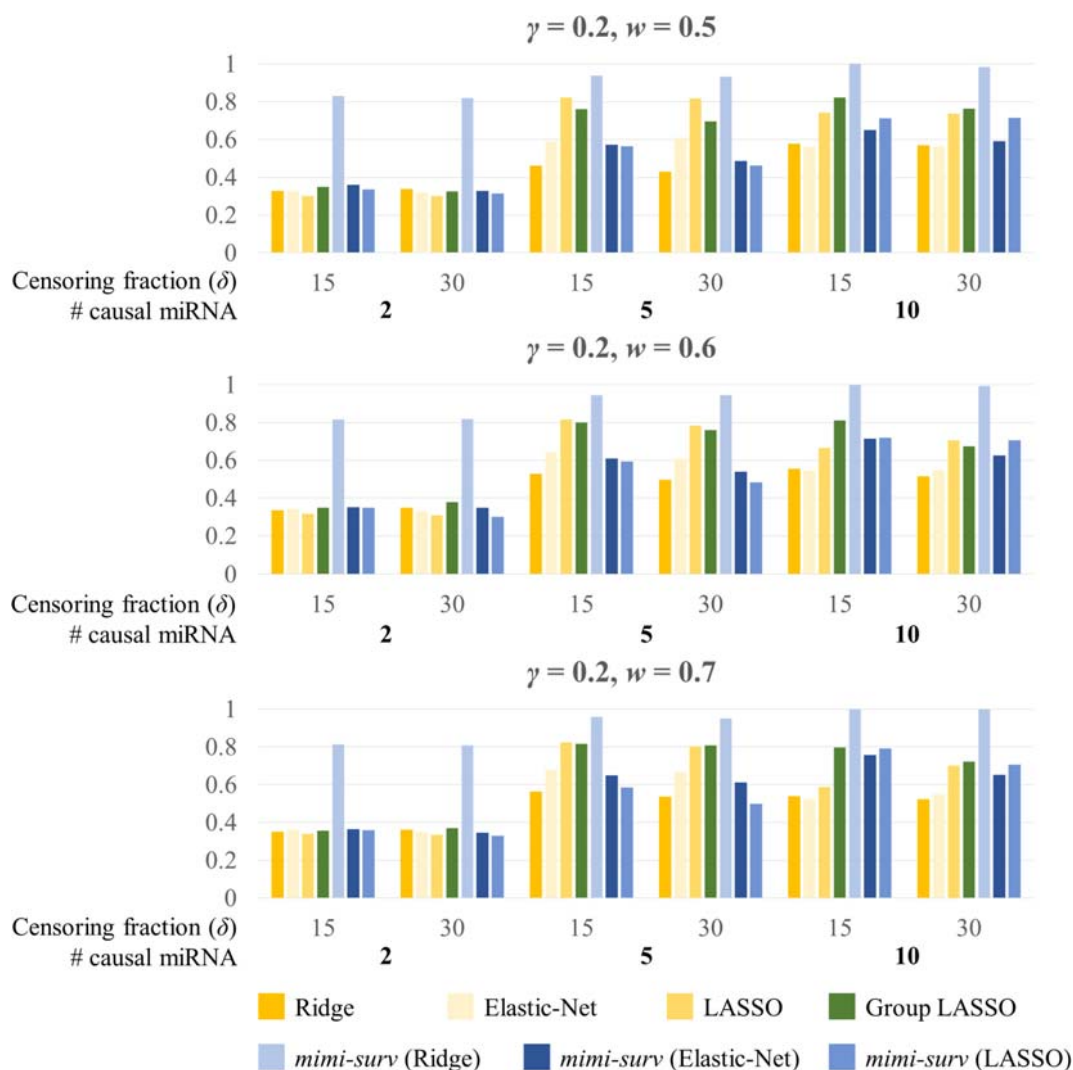 γ = 0.2, w = 0.5
1
0.8
0.6
0.4
0.2
0
Censoring fraction (δ) 15 30 15 30 15 30
# causal miRNA 2 5 10
γ = 0.2, w = 0.6
1
0.8
0.6
0.4
0.2
0
Censoring fraction (δ) 15 30 15 30 15 30
# causal miRNA 2 5 10
γ = 0.2, w = 0.7
1
0.8
0.6
0.4
0.2
0
Censoring fraction (δ) 15 30 15 30 15 30
# causal miRNA 2 5 10
Ridge Elastic-Net LASSO Group LASSO
mimi-surv (Ridge) mimi-surv (Elastic-Net) mimi-surv (LASSO)